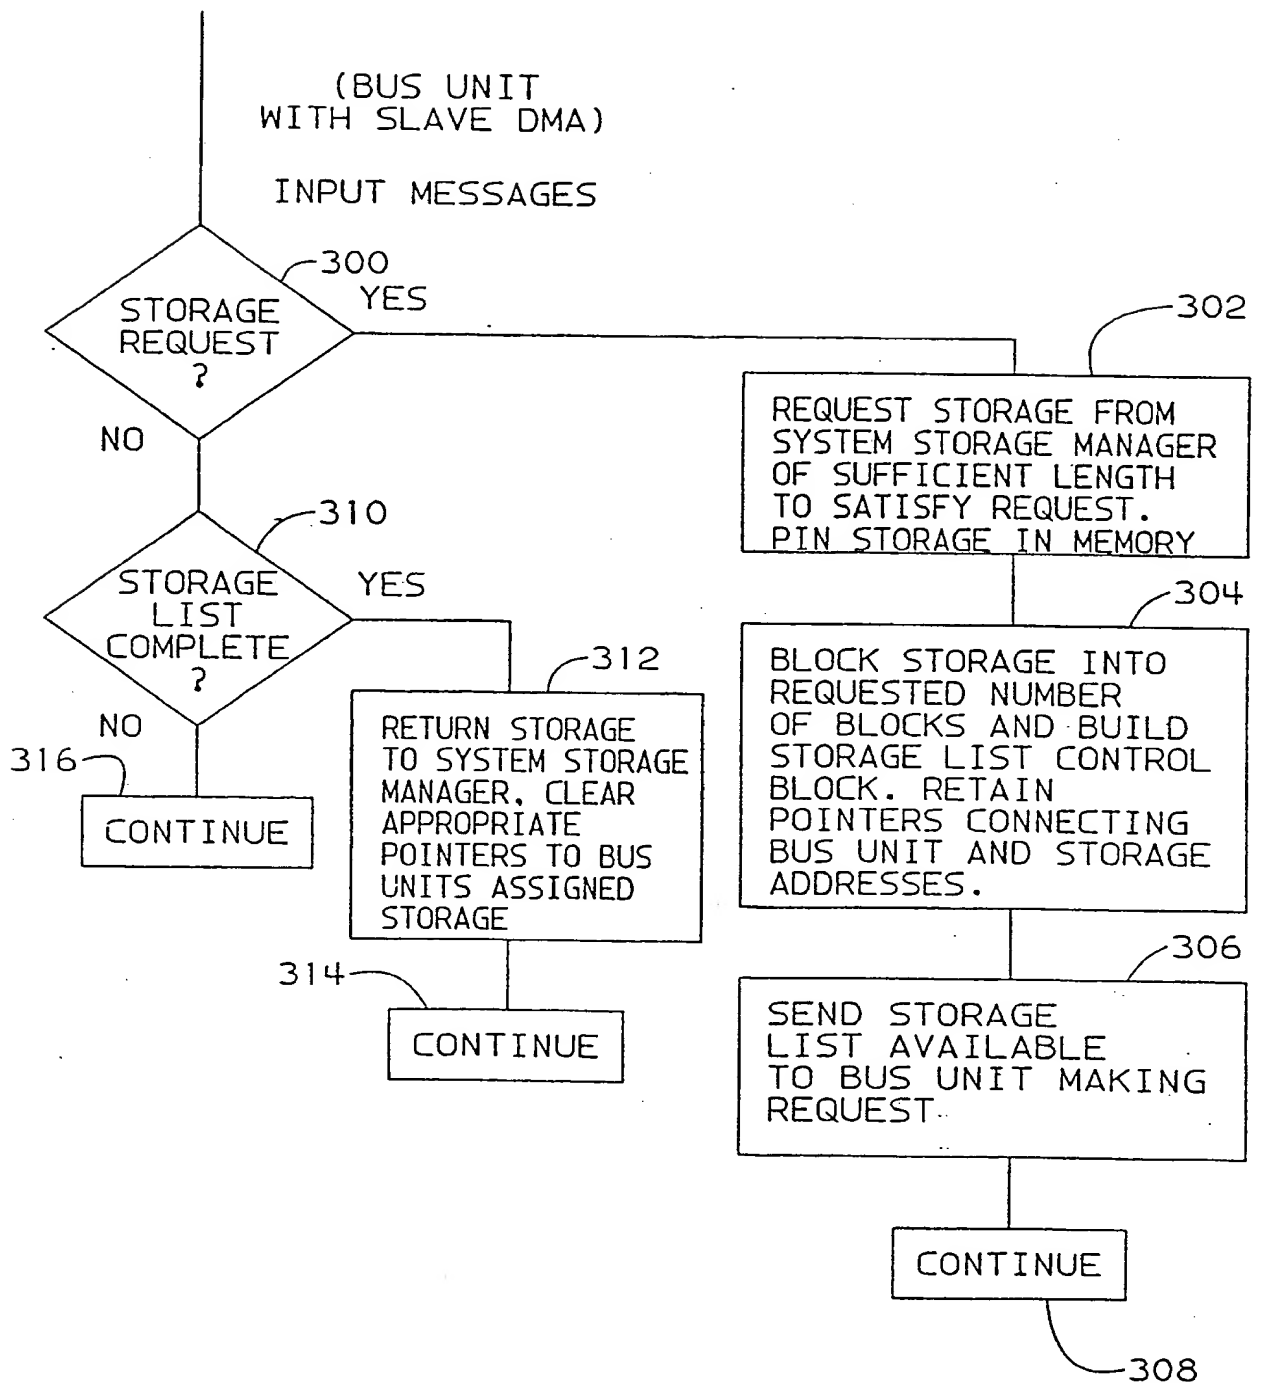 (BUS UNIT
WITH SLAVE DMA)
INPUT MESSAGES
300
STORAGE
REQUEST
?
YES
NO
302
REQUEST STORAGE FROM
SYSTEM STORAGE MANAGER
OF SUFFICIENT LENGTH
TO SATISFY REQUEST.
PIN STORAGE IN MEMORY
304
BLOCK STORAGE INTO
REQUESTED NUMBER
OF BLOCKS AND BUILD
STORAGE LIST CONTROL
BLOCK. RETAIN
POINTERS CONNECTING
BUS UNIT AND STORAGE
ADDRESSES.
306
SEND STORAGE
LIST AVAILABLE
TO BUS UNIT MAKING
REQUEST
CONTINUE
308
310
STORAGE
LIST
COMPLETE
?
YES
NO
312
RETURN STORAGE
TO SYSTEM STORAGE
MANAGER. CLEAR
APPROPRIATE
POINTERS TO BUS
UNITS ASSIGNED
STORAGE
314
CONTINUE
316
CONTINUE